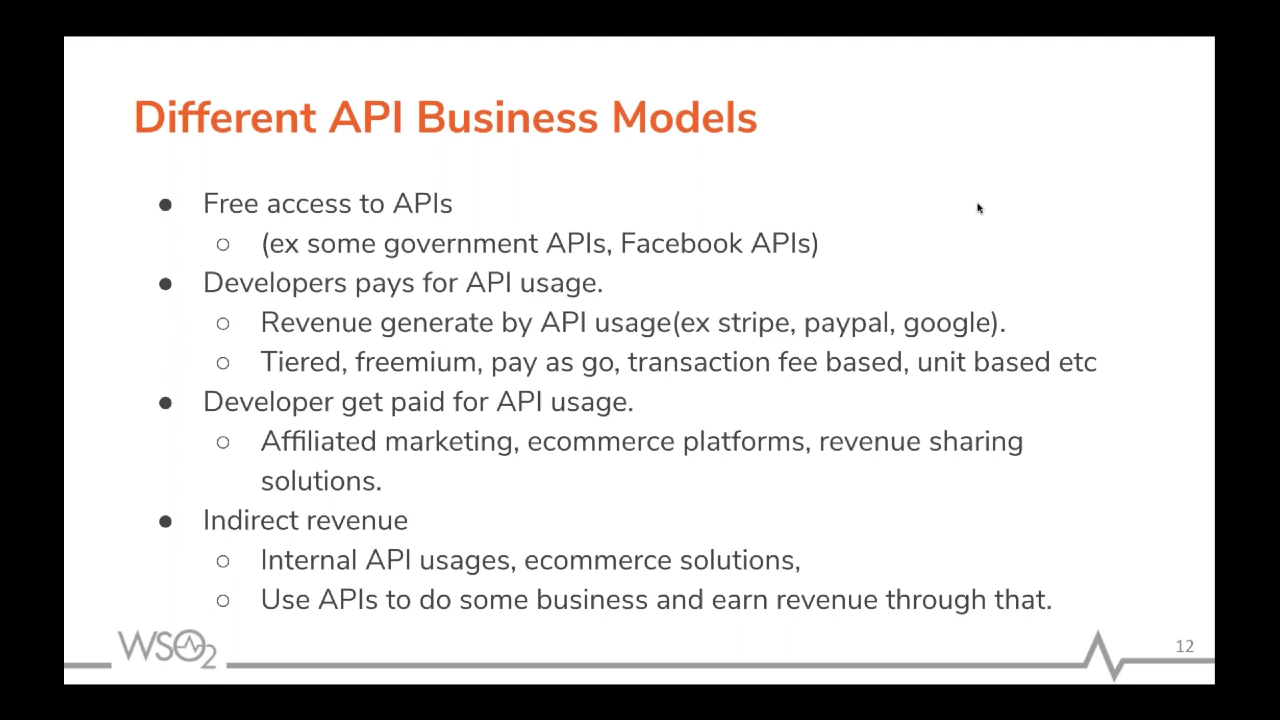 Different API Business Models
● Free access to APIs
○ (ex some government APIs, Facebook APIs)
● Developers pays for API usage.
○ Revenue generate by API usage(ex stripe, paypal, google).
○ Tiered, freemium, pay as go, transaction fee based, unit based etc
● Developer get paid for API usage.
○ Affiliated marketing, ecommerce platforms, revenue sharing
solutions.
● Indirect revenue
○ Internal API usages, ecommerce solutions,
○ Use APIs to do some business and earn revenue through that.
WSO2
12